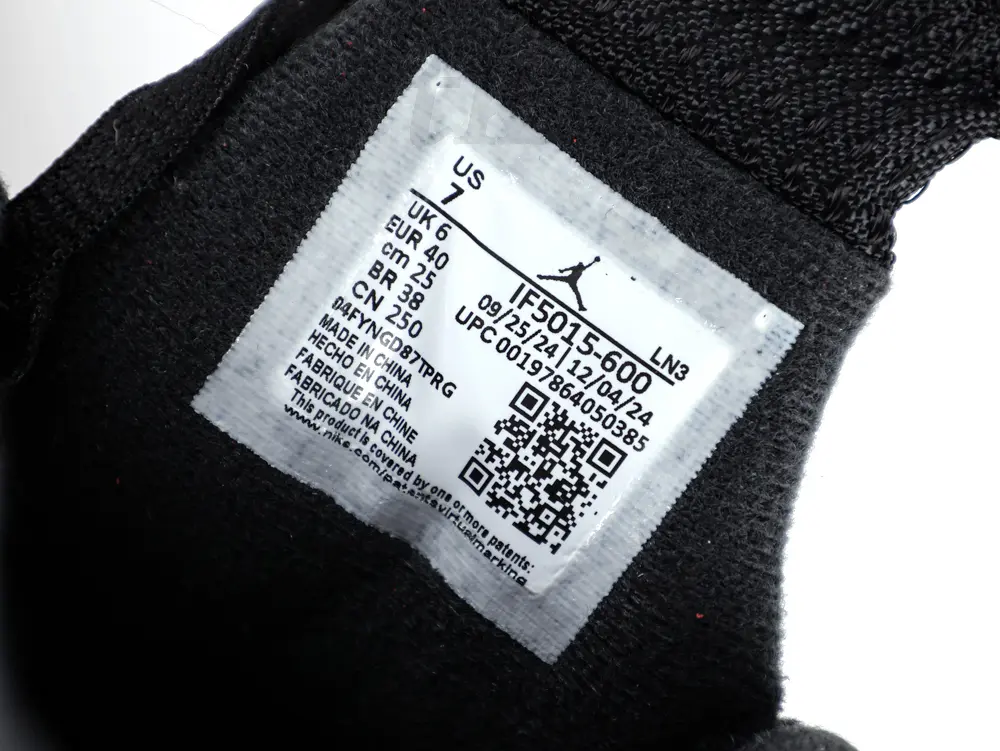 US
7
UK 6
EUR 40
cm 25
BR 38
CN 250
04FYNGD87TPRG
MADE IN CHINA
HECHO EN CHINA
FABRIQUE EN CHINE
FABRICADO NA CHINA
This product is covered by one or more patents:
www.nike.com/patentsvirtualmarking
LN3
IF5015-600
09/25/24|12/04/24
UPC 00197864050385